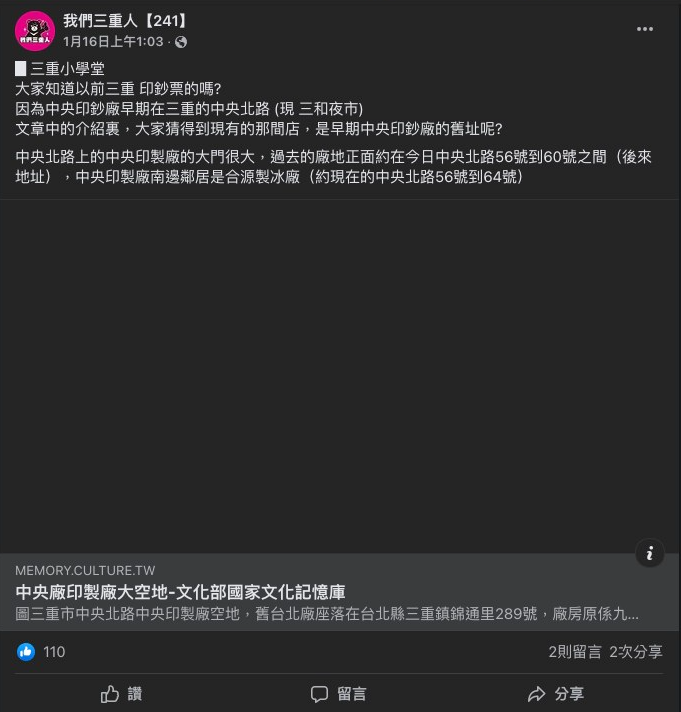 我們三重人【241】
1月16日上午1:03
三重小學堂
大家知道以前三重 印鈔票的嗎?
因為中央印鈔廠早期在三重的中央北路 (現 三和夜市)
文章中的介紹裏，大家猜得到現有的那間店，是早期中央印鈔廠的舊址呢?
中央北路上的中央印製廠的大門很大，過去的廠地正面約在今日中央北路56號到60號之間（後來
地址），中央印製廠南邊鄰居是合源製冰廠（約現在的中央北路56號到64號）
MEMORY.CULTURE.TW
中央廠印製廠大空地-文化部國家文化記憶庫
圖三重市中央北路中央印製廠空地，舊台北廠座落在台北縣三重鎮錦通里289號，廠房原係九...
110
2則留言 2次分享
讚 留言 分享